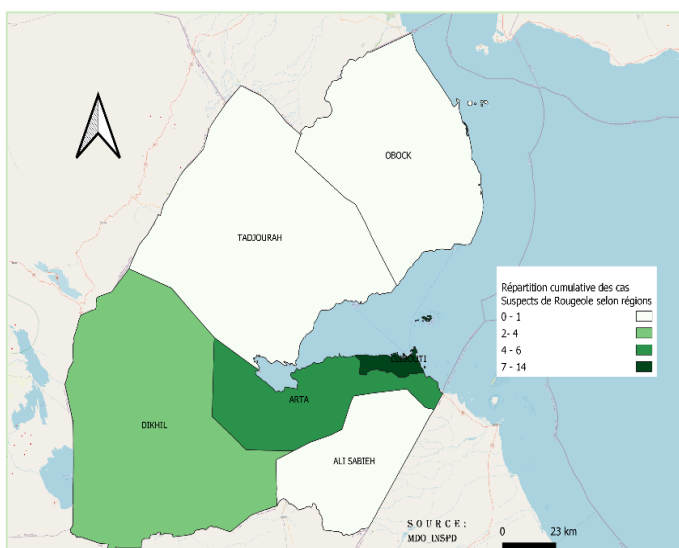 OBOCK
TADJOURAH
Répartition cumulative des cas
Suspects de Rougeole selon régions
0 - 1
2- 4
4 - 6
7 - 14
DJIBOUTI
ARTA
DIKHIL
ALI SABIEH
SOURCE:
MDO_INSPD
0 23 km